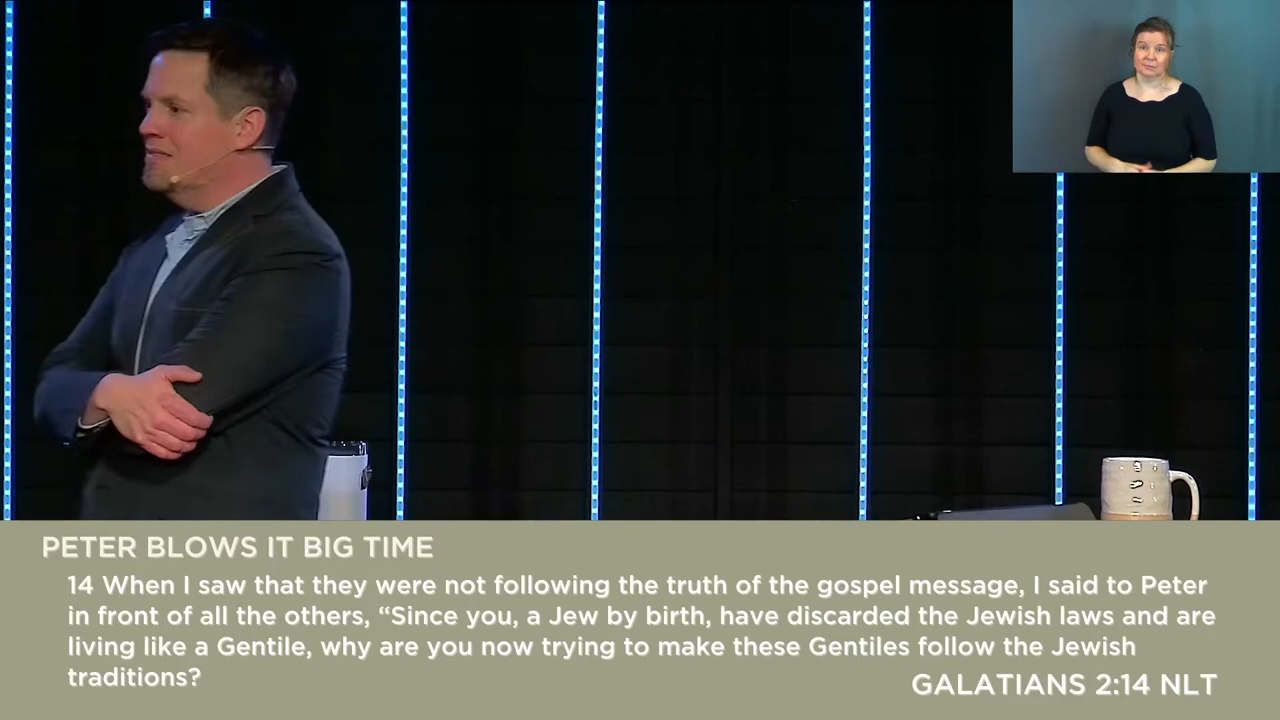 PETER BLOWS IT BIG TIME
14 When I saw that they were not following the truth of the gospel message, I said to Peter
in front of all the others, “Since you, a Jew by birth, have discarded the Jewish laws and are
living like a Gentile, why are you now trying to make these Gentiles follow the Jewish
traditions?
GALATIANS 2:14 NLT